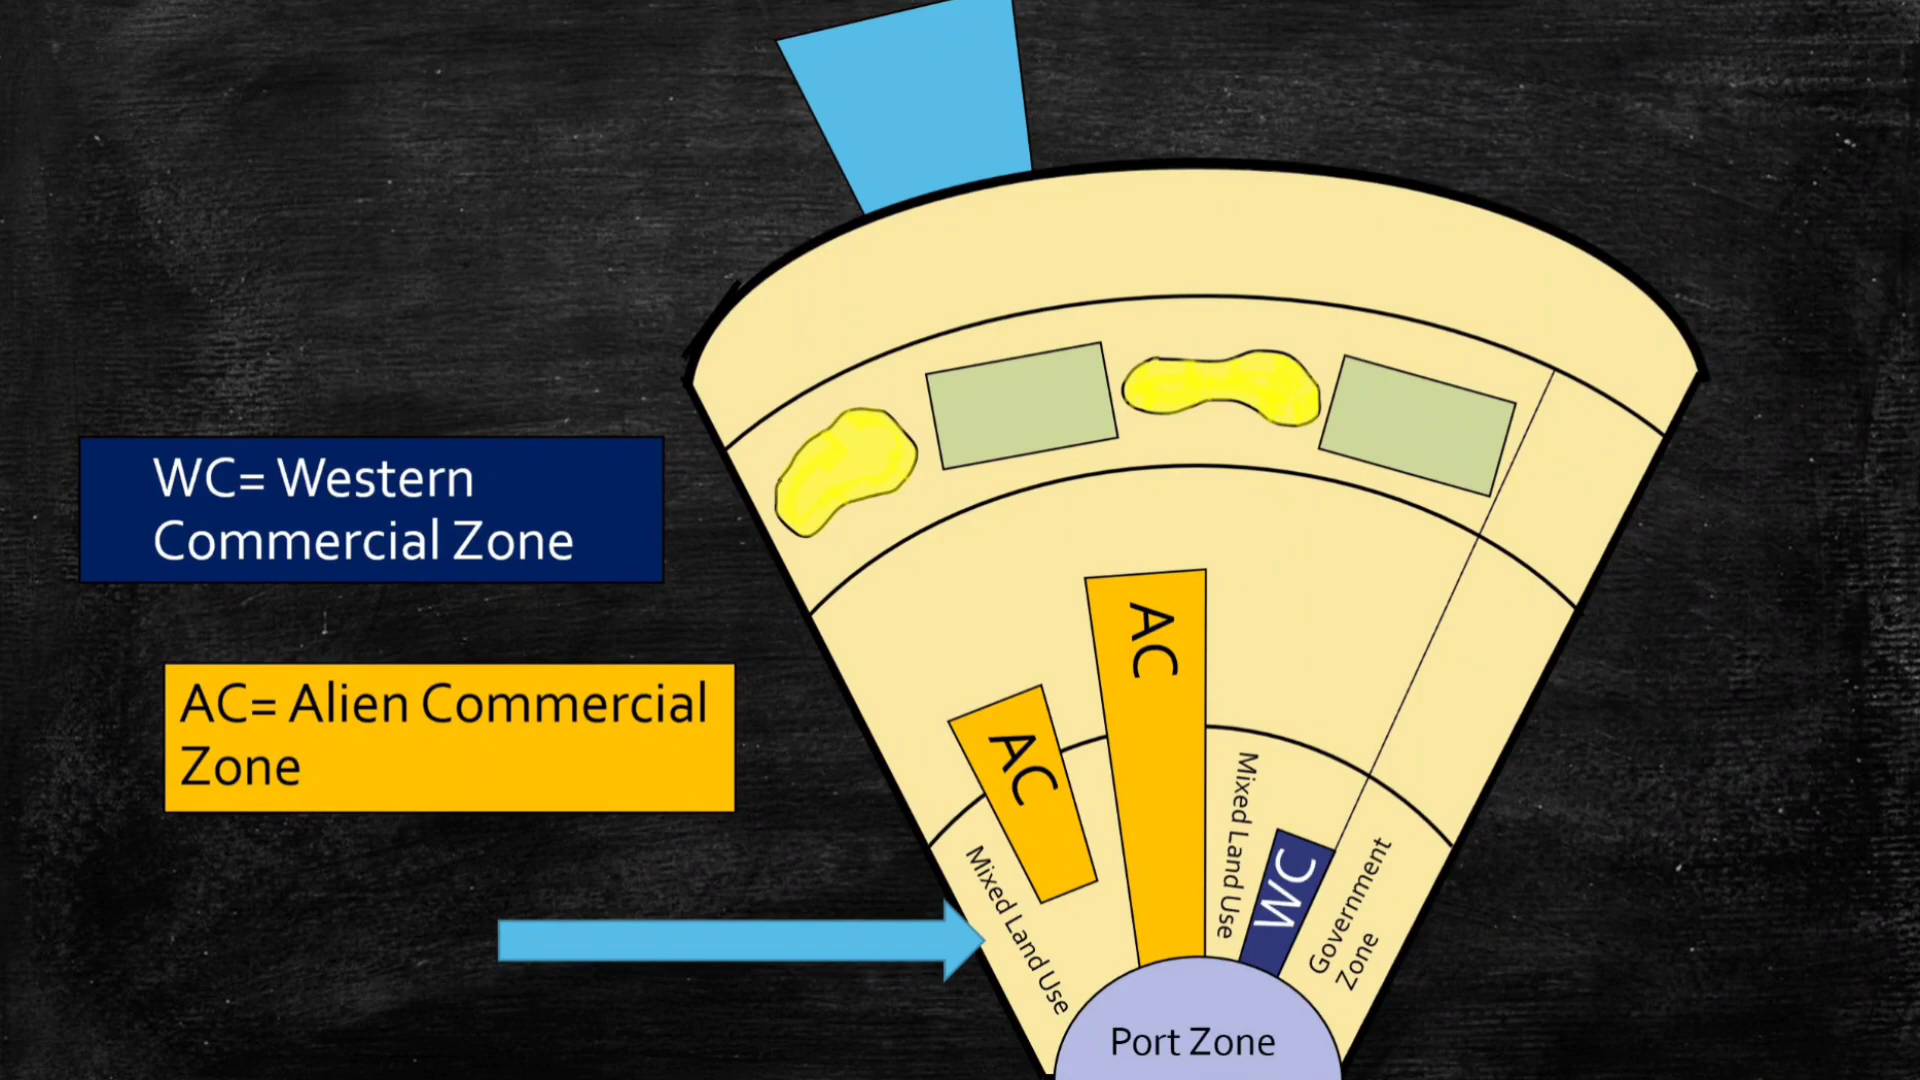 WC= Western
Commercial Zone
AC= Alien Commercial
Zone
AC
AC
Mixed Land Use
Mixed Land Use
WC
Government
Zone
Port Zone